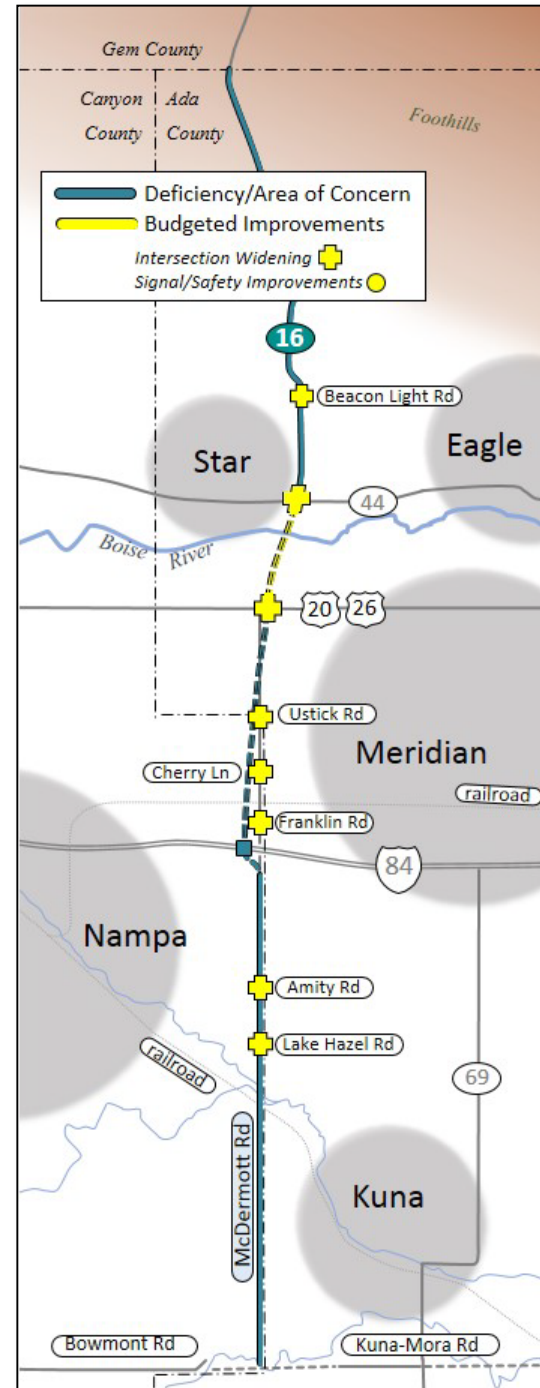 Gem County
Canyon
County
Ada
County
Foothills
Deficiency/Area of Concern
Budgeted Improvements
Intersection Widening
Signal/Safety Improvements
16
Beacon Light Rd
Star
Eagle
44
Boise
River
20
26
Ustick Rd
Meridian
Cherry Ln
railroad
Franklin Rd
84
Nampa
Amity Rd
Lake Hazel Rd
railroad
69
McDermott Rd
Kuna
Bowmont Rd
Kuna-Mora Rd